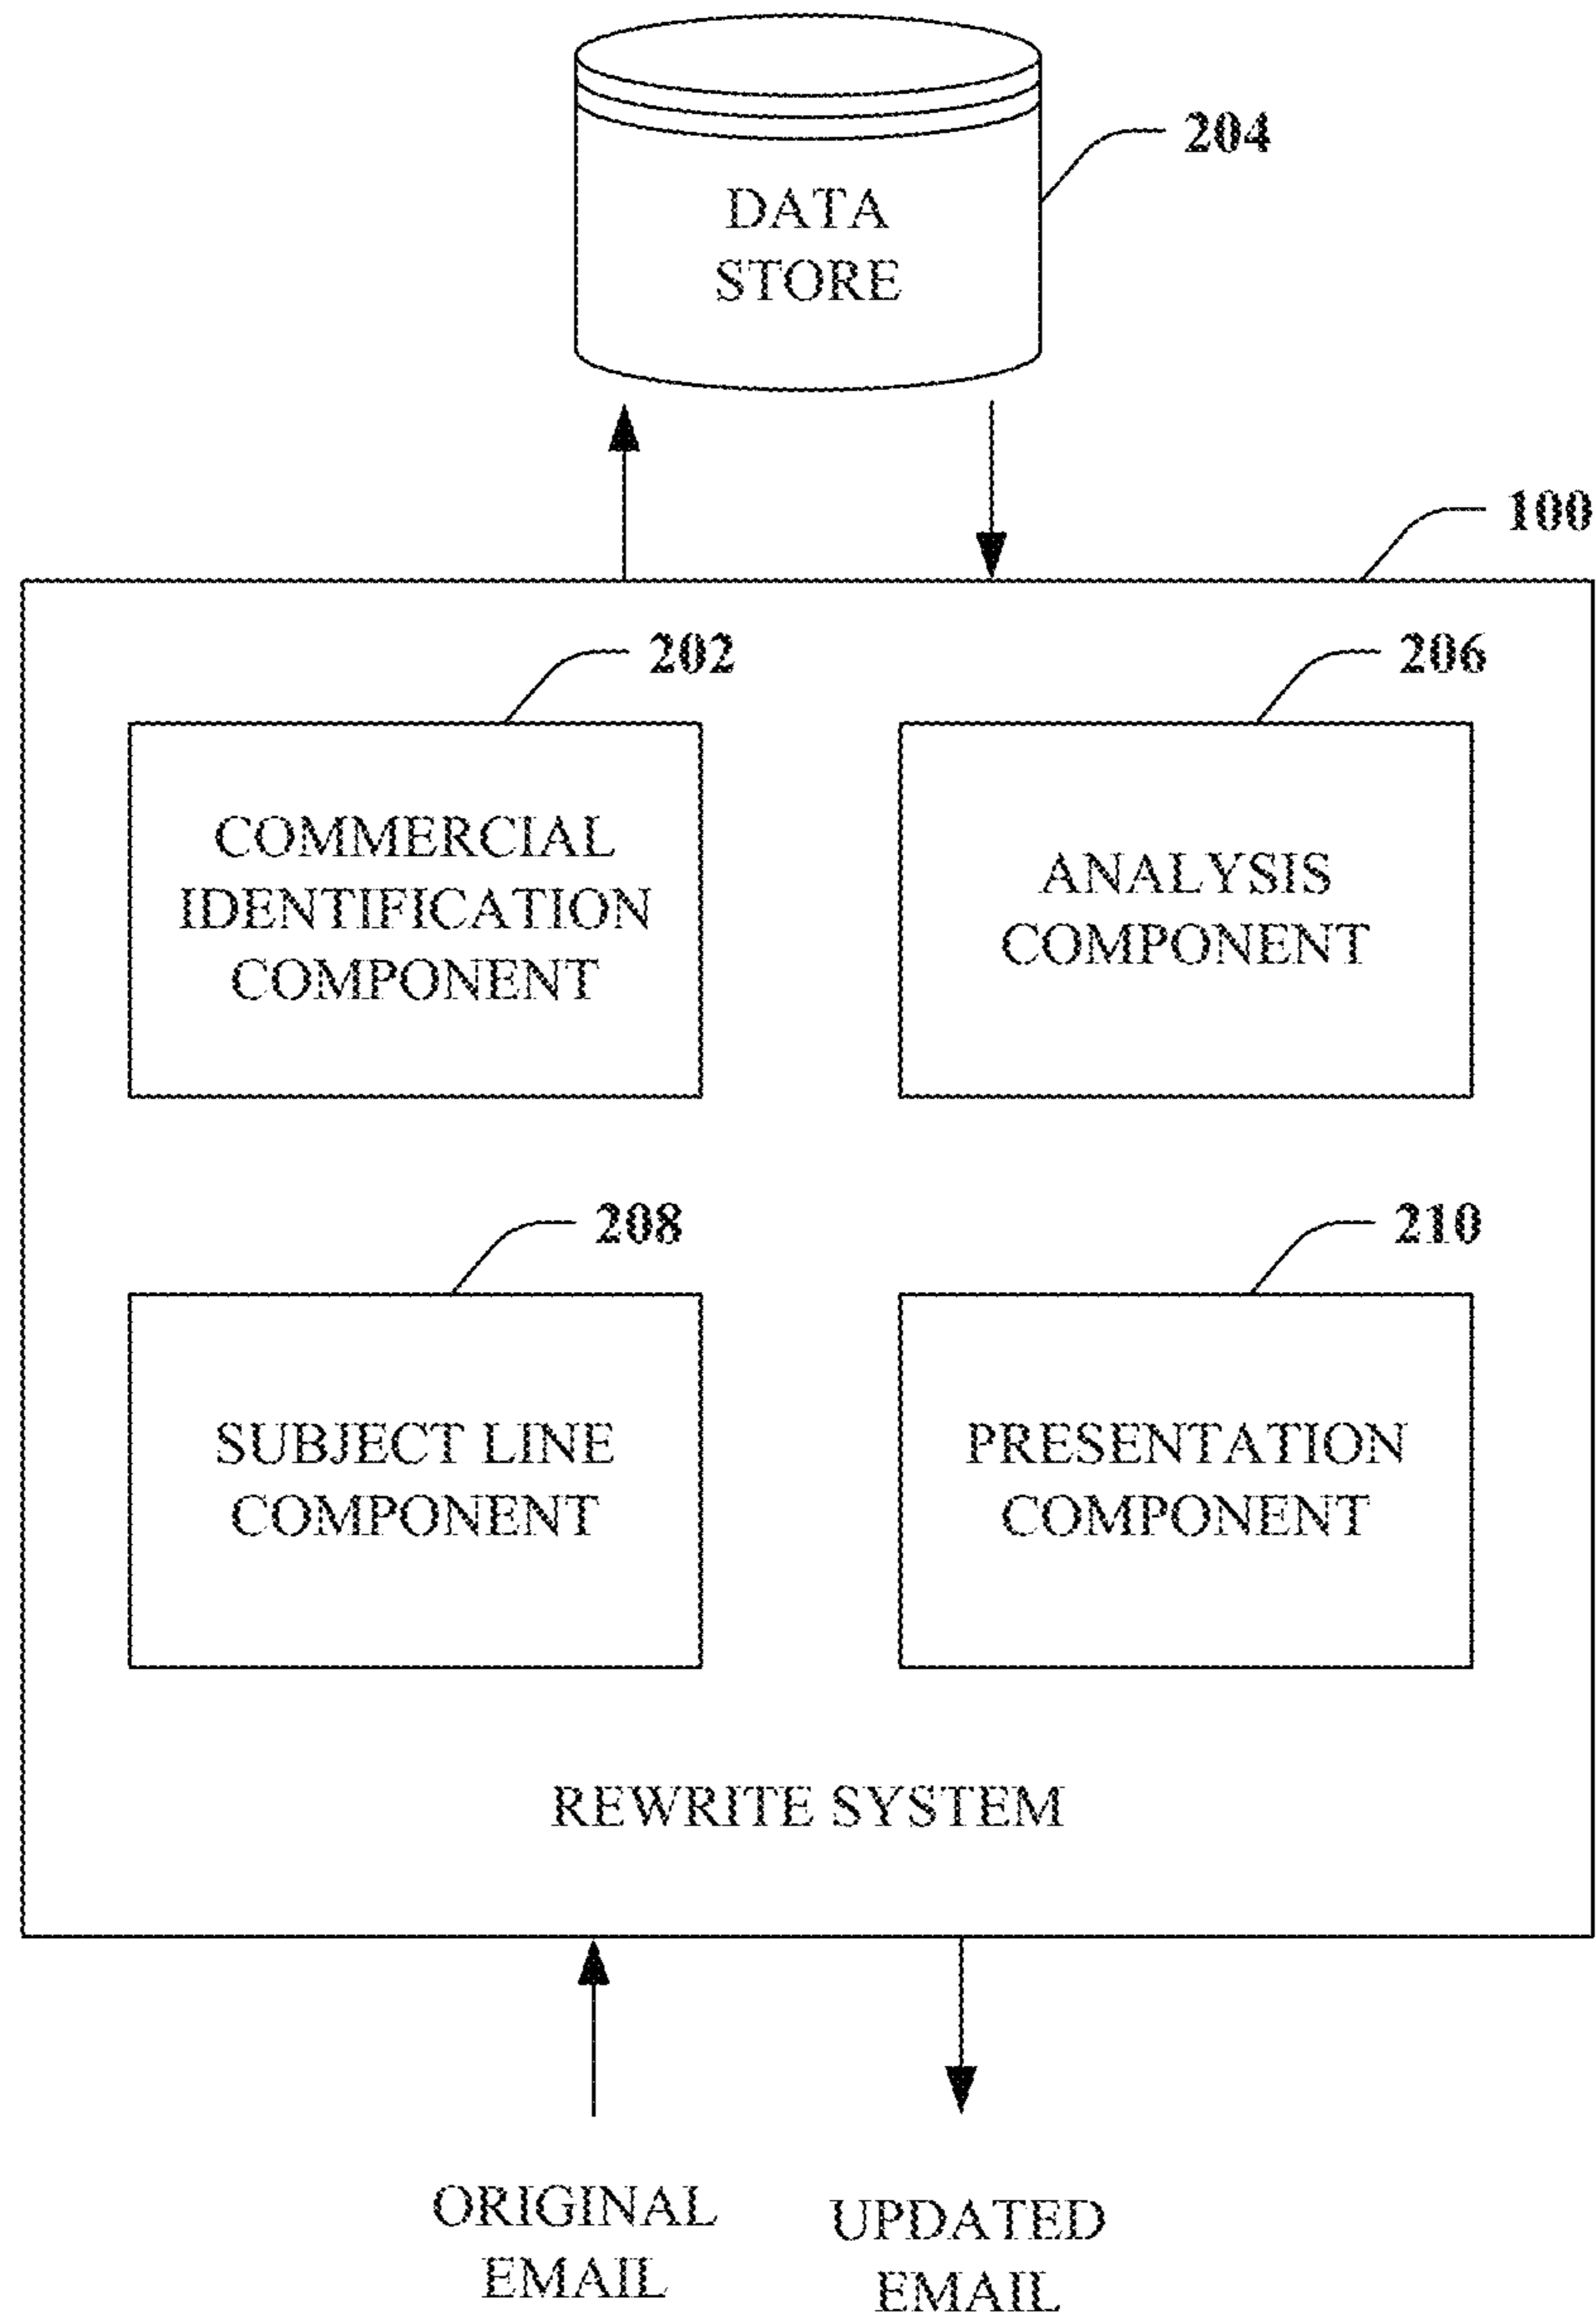 204
DATA
STORE
100
202
206
COMMERCIAL
IDENTIFICATION
COMPONENT
ANALYSIS
COMPONENT
208
210
SUBJECT LINE
COMPONENT
PRESENTATION
COMPONENT
REWRITE SYSTEM
ORIGINAL
EMAIL
UPDATED
EMAIL